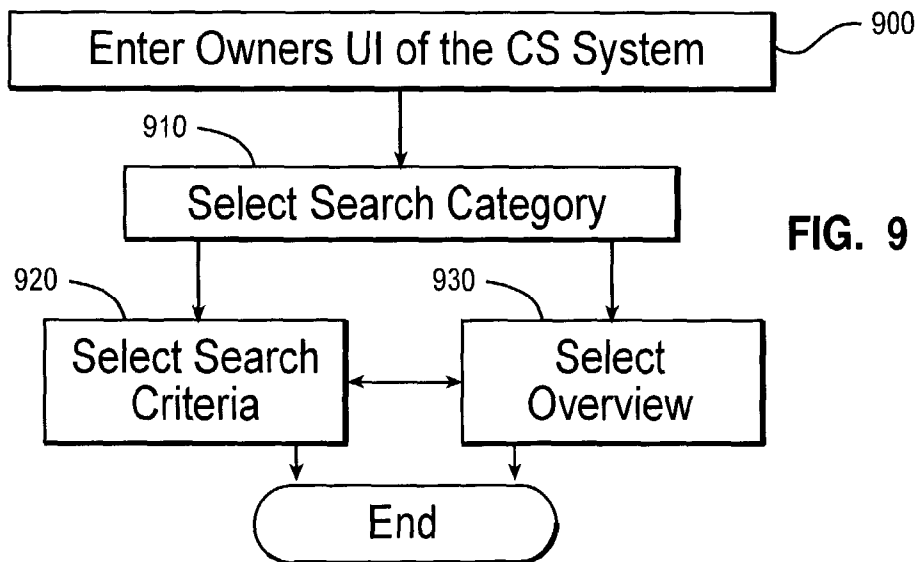 Enter Owners UI of the CS System
900
910
Select Search Category
FIG. 9
920
930
Select Search
Criteria
Select
Overview
End